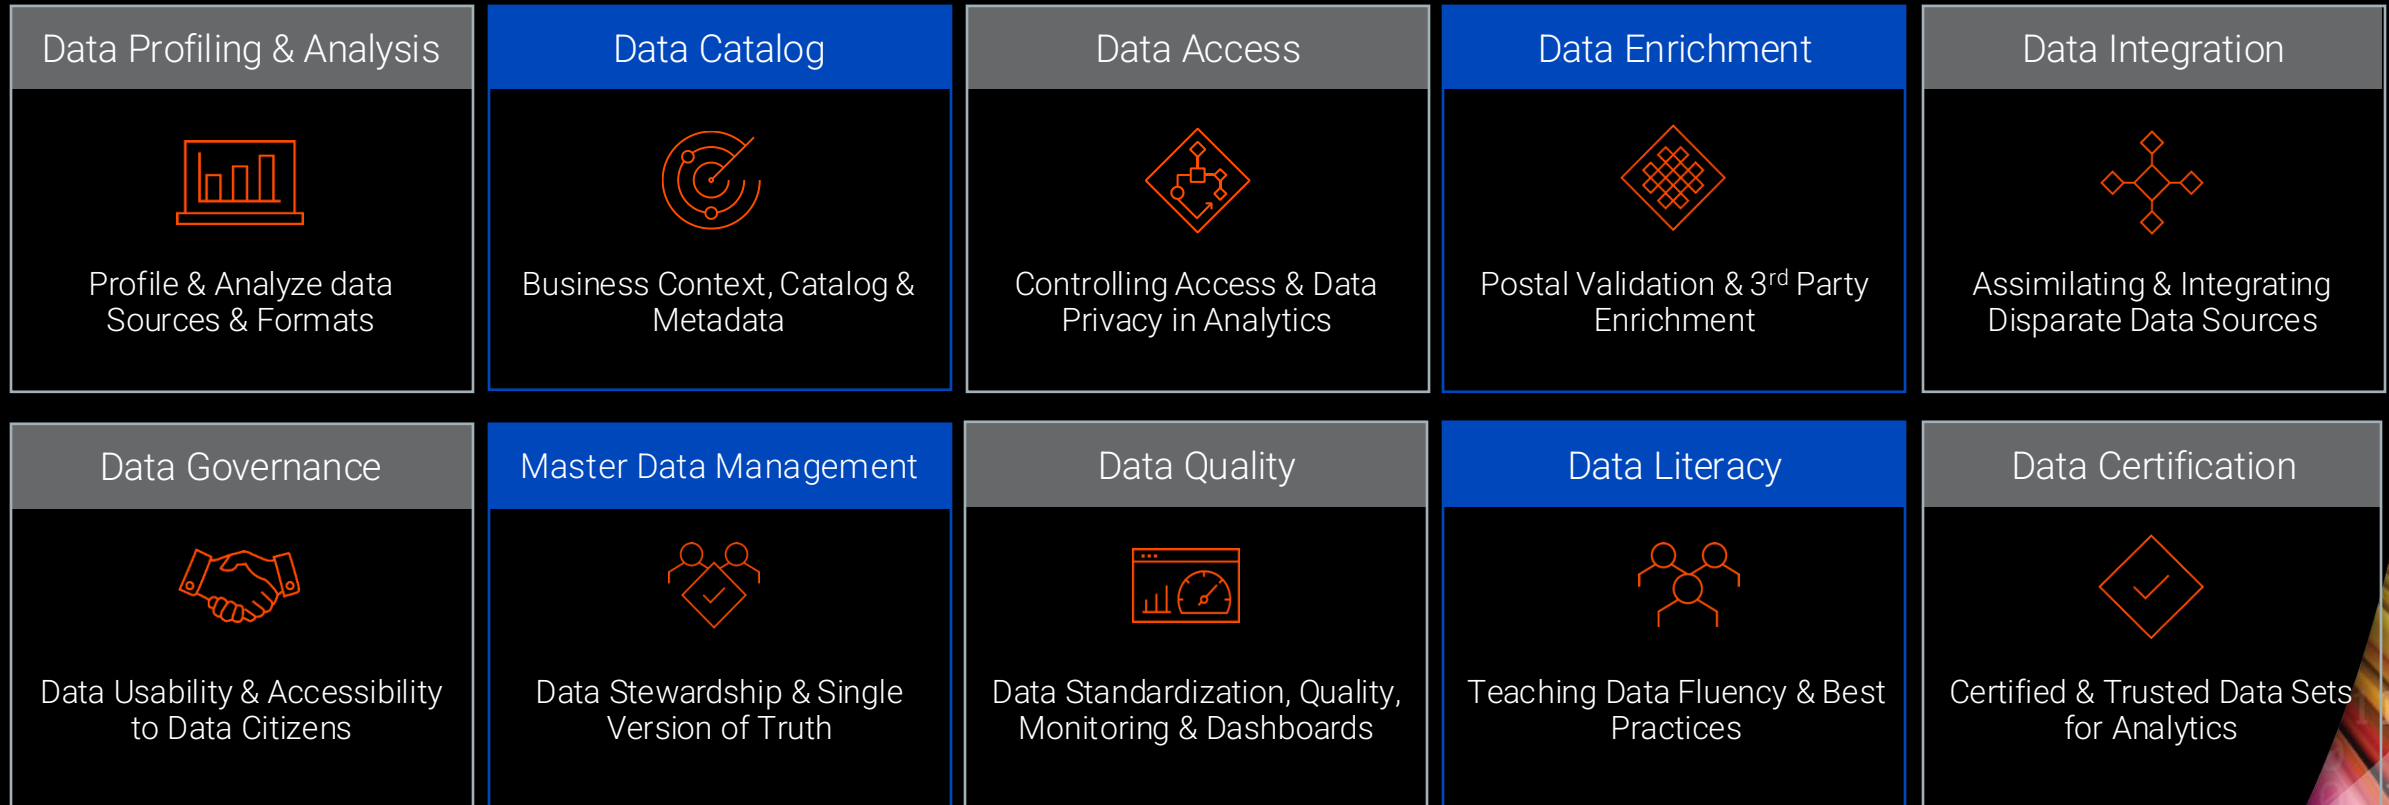 Data Profiling & Analysis
Data Catalog
Data Access
Data Enrichment
Data Integration
Profile & Analyze data
Sources & Formats
Business Context, Catalog &
Metadata
Controlling Access & Data
Privacy in Analytics
Postal Validation & 3rd Party
Enrichment
Assimilating & Integrating
Disparate Data Sources
Data Governance
Master Data Management
Data Quality
Data Literacy
Data Certification
Data Usability & Accessibility
to Data Citizens
Data Stewardship & Single
Version of Truth
Data Standardization, Quality,
Monitoring & Dashboards
Teaching Data Fluency & Best
Practices
Certified & Trusted Data Sets
for Analytics